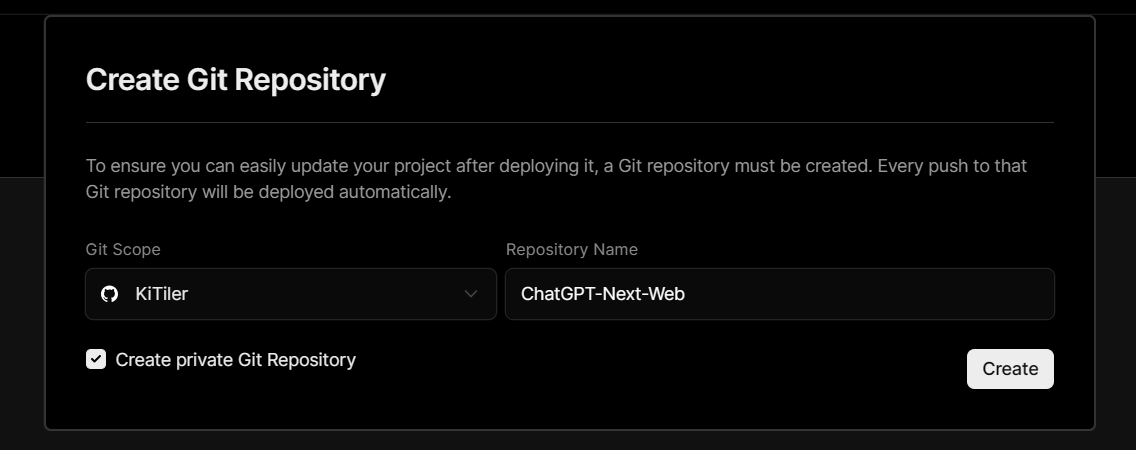 Create Git Repository
To ensure you can easily update your project after deploying it, a Git repository must be created. Every push to that
Git repository will be deployed automatically.
Git Scope
Repository Name
KiTiler
ChatGPT-Next-Web
Create private Git Repository
Create